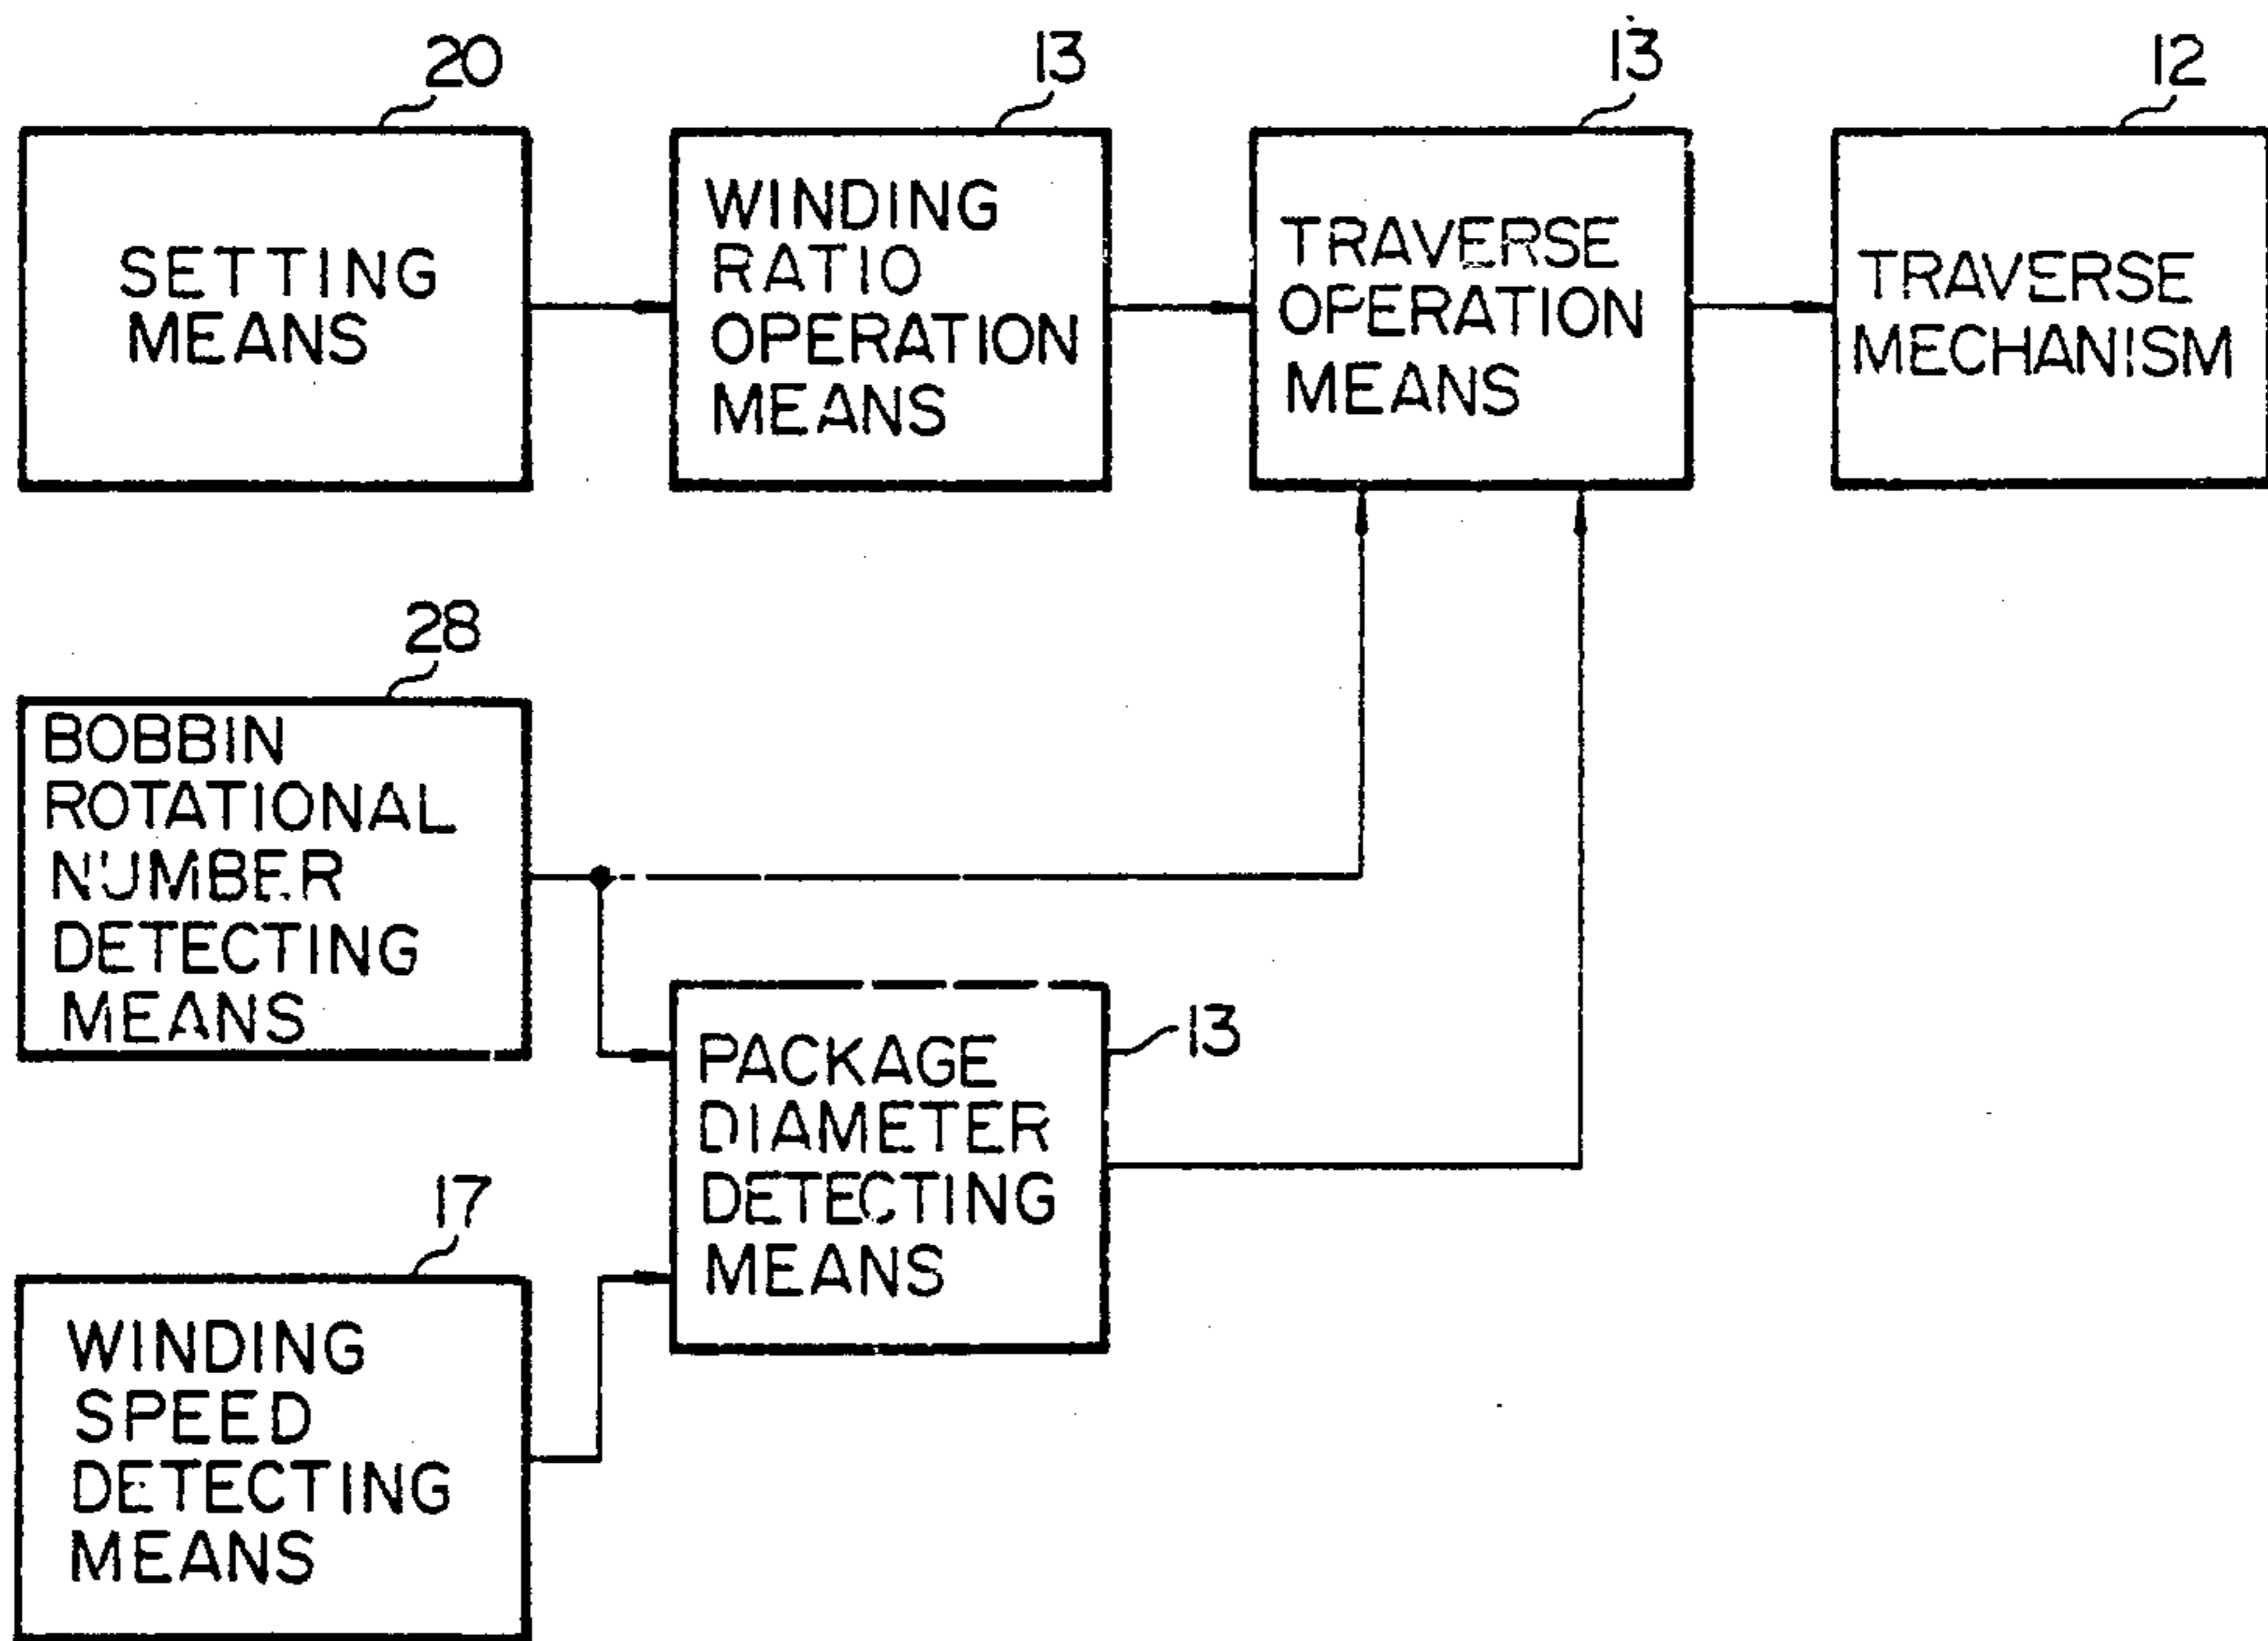 20
SETTING
MEANS
13
WINDING
RATIO
OPERATION
MEANS
13
TRAVERSE
OPERATION
MEANS
12
TRAVERSE
MECHANISM
28
BOBBIN
ROTATIONAL
NUMBER
DETECTING
MEANS
13
PACKAGE
DIAMETER
DETECTING
MEANS
17
WINDING
SPEED
DETECTING
MEANS